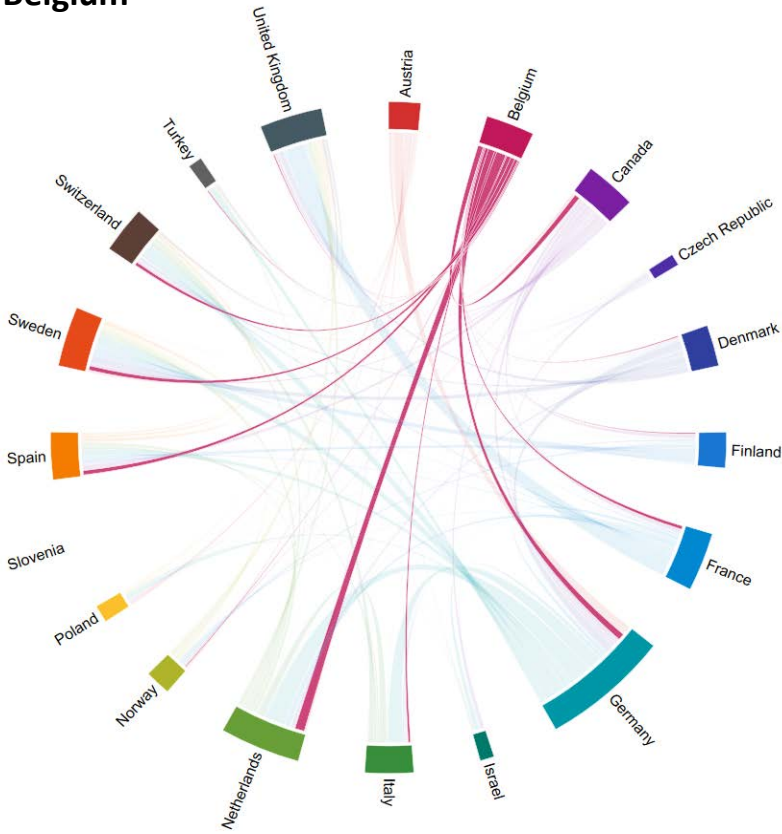 Belgium
United Kingdom
Austria
Belgium
Canada
Czech Republic
Denmark
Finland
France
Germany
Israel
Italy
Netherlands
Norway
Poland
Slovenia
Spain
Sweden
Switzerland
Turkey